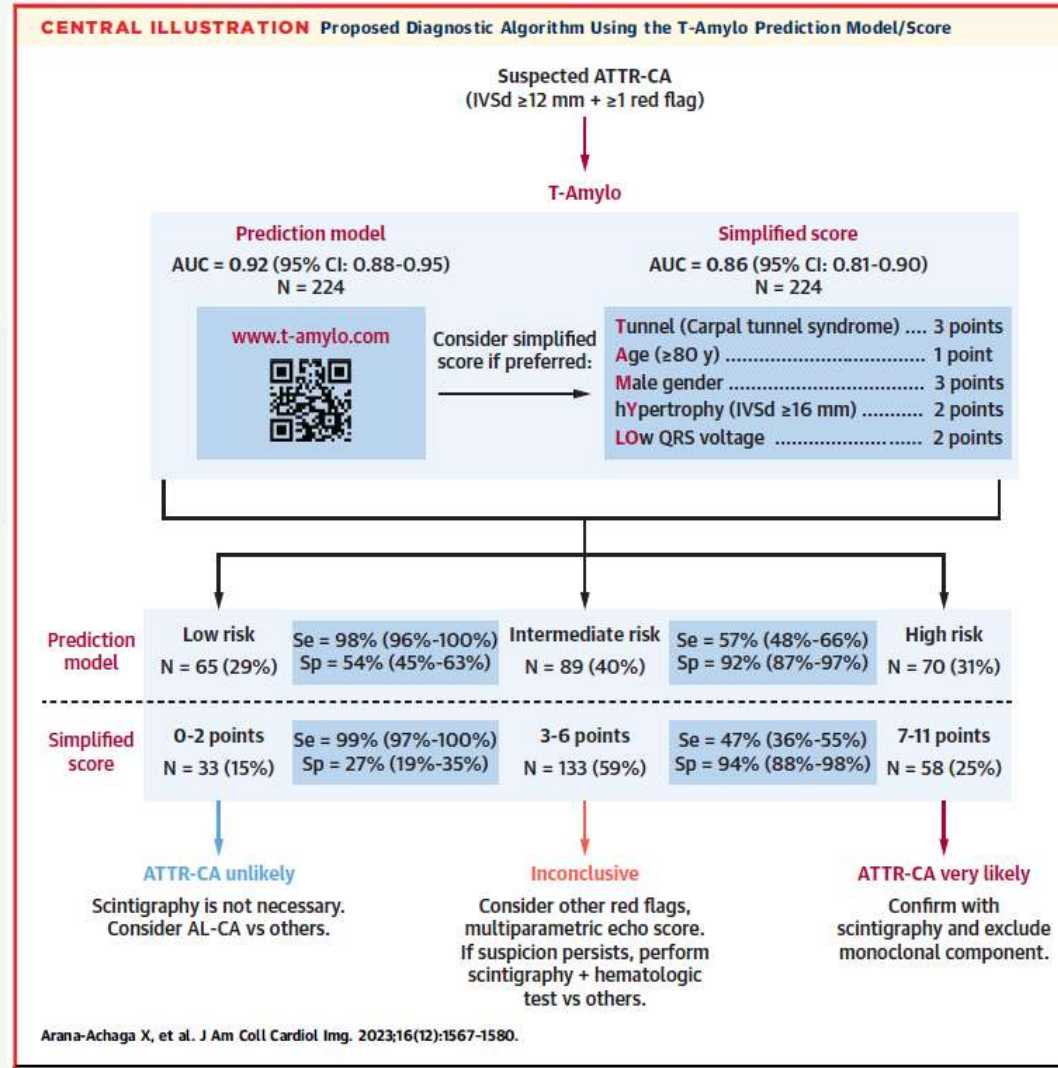 CENTRAL ILLUSTRATION Proposed Diagnostic Algorithm Using the T-Amylo Prediction Model/Score
Suspected ATTR-CA
(IVSd ≥12 mm + ≥1 red flag)
T-Amylo
Prediction model
AUC = 0.92 (95% CI: 0.88-0.95)
N = 224
www.t-amylo.com
Consider simplified
score if preferred:
Simplified score
AUC = 0.86 (95% CI: 0.81-0.90)
N = 224
Tunnel (Carpal tunnel syndrome) .... 3 points
Age (≥80 y) ................................. 1 point
Male gender ................................. 3 points
hYpertrophy (IVSd ≥16 mm) ........... 2 points
LOw QRS voltage ........................ 2 points
Prediction
model
Low risk
N = 65 (29%)
Se = 98% (96%-100%)
Sp = 54% (45%-63%)
Intermediate risk
N = 89 (40%)
Se = 57% (48%-66%)
Sp = 92% (87%-97%)
High risk
N = 70 (31%)
Simplified
score
0-2 points
N = 33 (15%)
Se = 99% (97%-100%)
Sp = 27% (19%-35%)
3-6 points
N = 133 (59%)
Se = 47% (36%-55%)
Sp = 94% (88%-98%)
7-11 points
N = 58 (25%)
ATTR-CA unlikely
Scintigraphy is not necessary.
Consider AL-CA vs others.
Inconclusive
Consider other red flags,
multiparametric echo score.
If suspicion persists, perform
scintigraphy + hematologic
test vs others.
ATTR-CA very likely
Confirm with
scintigraphy and exclude
monoclonal component.
Arana-Achaga X, et al. J Am Coll Cardiol Img. 2023;16(12):1567-1580.